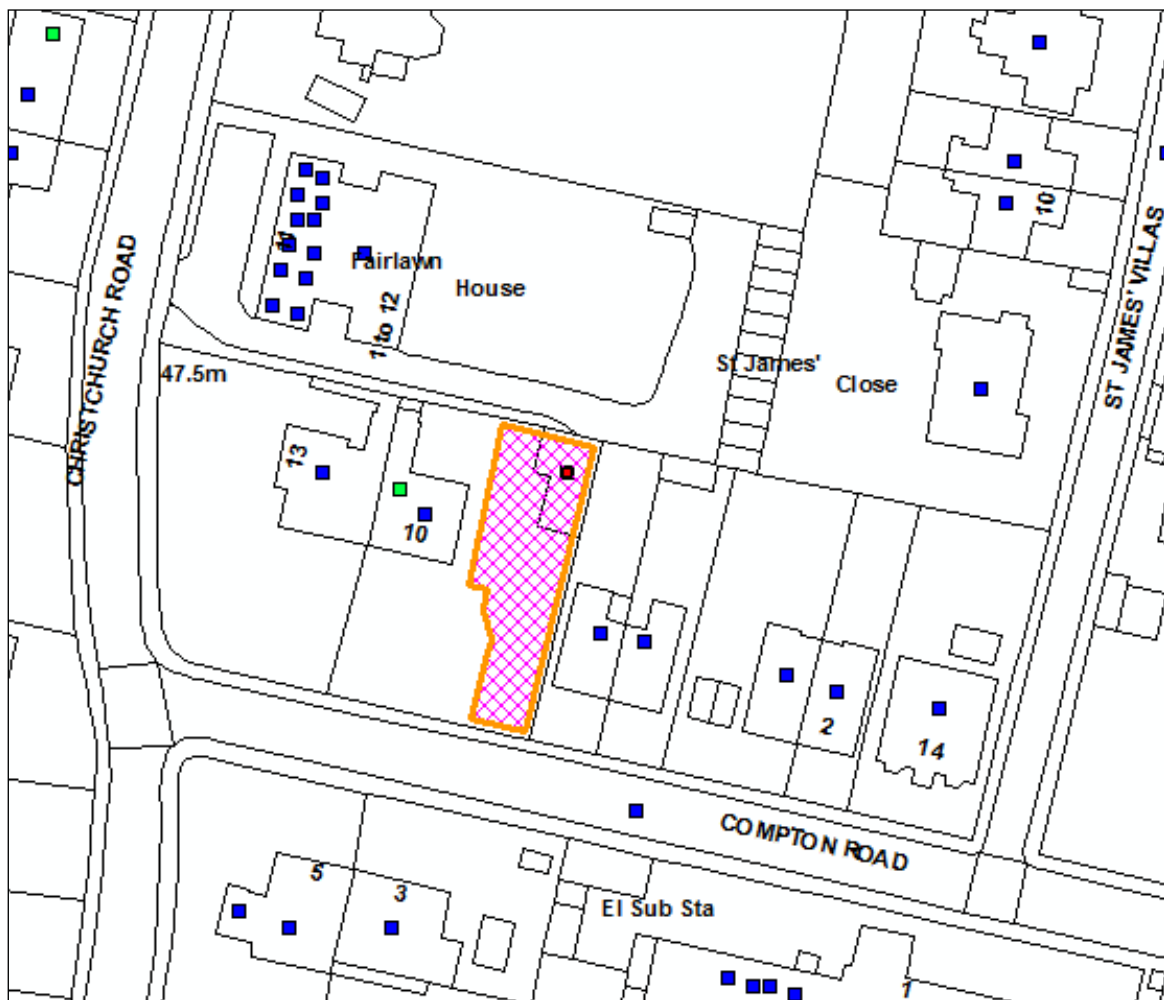 10
11
Fairlawn
House
1 to 12
CHRISTCHURCH ROAD
ST JAMES' VILLAS
47.5m
St James'
Close
13
10
2
14
COMPTON ROAD
5
3
El Sub Sta
1